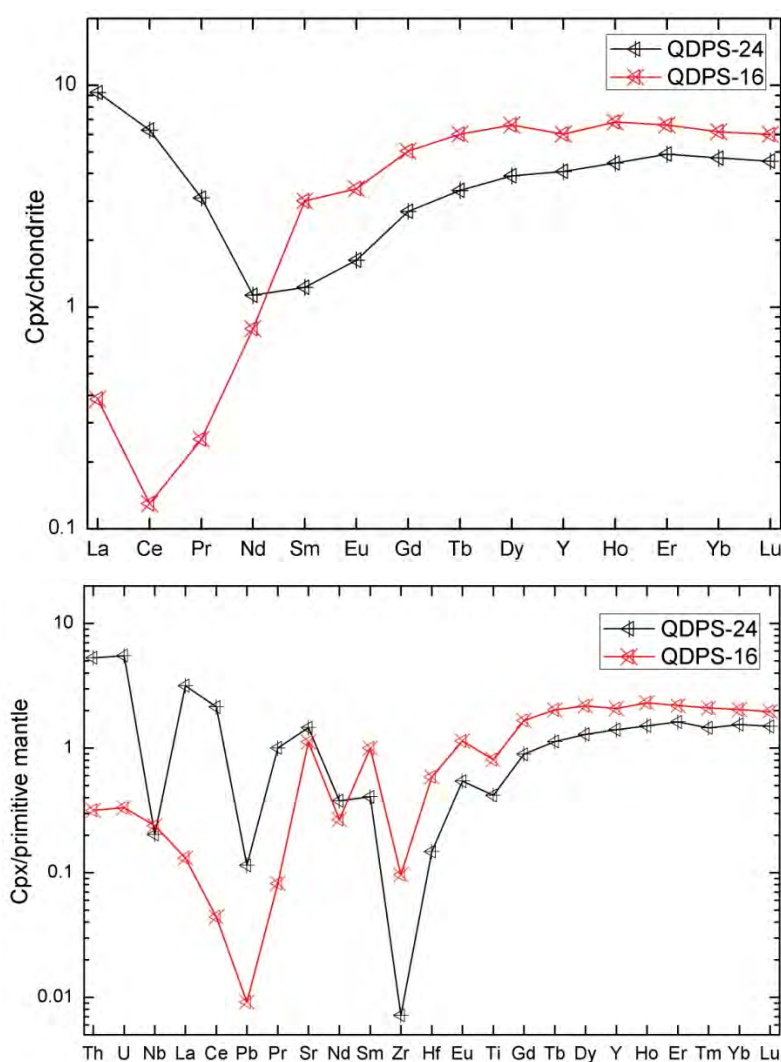 QDPS-24
QDPS-16
10
1
0.1
Cpx/chondrite
La Ce Pr Nd Sm Eu Gd Tb Dy Y Ho Er Yb Lu
QDPS-24
QDPS-16
10
1
0.1
0.01
Cpx/primitive mantle
Th U Nb La Ce Pb Pr Sr Nd Sm Zr Hf Eu Ti Gd Tb Dy Y Ho Er Tm Yb Lu